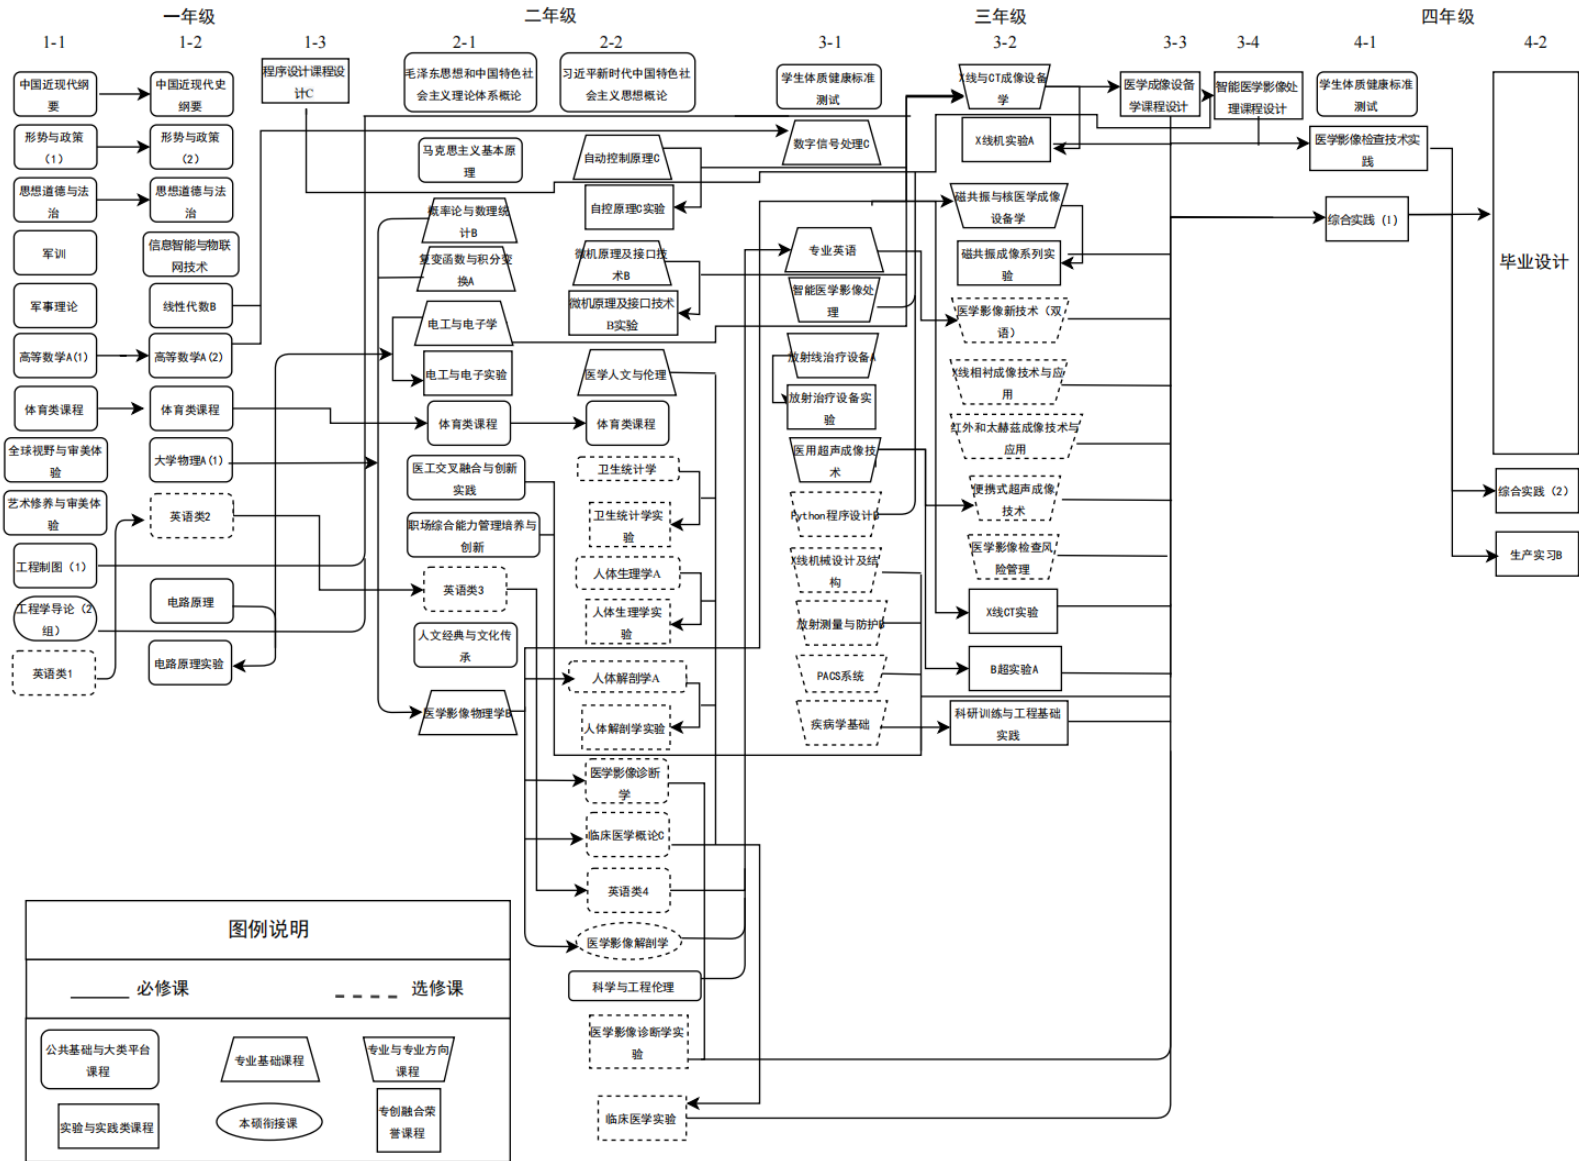 一年级
二年级
三年级
四年级
1-1
1-2
1-3
2-1
2-2
3-1
3-2
3-3
3-4
4-1
4-2
中国近现代纲
要
形势与政策
（1）
思想道德与法
治
军训
军事理论
高等数学A(1)
体育类课程
全球视野与审美体
验
艺术修养与审美体
验
工程制图（1）
工程学导论（2
组）
英语类1
中国近现代史
纲要
形势与政策
（2）
思想道德与法
治
信息智能与物联
网技术
线性代数B
高等数学A(2)
体育类课程
大学物理A(1)
英语类2
电路原理
电路原理实验
程序设计课程设
计C
毛泽东思想和中国特色社
会主义理论体系概论
马克思主义基本原
理
概率论与数理统
计B
复变函数与积分变
换A
电工与电子学
电工与电子实验
体育类课程
医工交叉融合与创新
实践
职场综合能力管理培养与
创新
英语类3
人文经典与文化传
承
医学影像物理学B
习近平新时代中国特色社
会主义思想概论
自动控制原理C
自控原理C实验
微机原理及接口技
术B
微机原理及接口技术
B实验
医学人文与伦理
体育类课程
卫生统计学
卫生统计学实
验
人体生理学A
人体生理学实
验
人体解剖学A
人体解剖学实验
医学影像诊断
学
临床医学概论C
英语类4
医学影像解剖学
科学与工程伦理
医学影像诊断学实
验
临床医学实验
学生体质健康标准
测试
数字信号处理C
专业英语
智能医学影像处
理
放射线治疗设备A
放射治疗设备实
验
医用超声成像技
术
Python程序设计B
X线机械设计及结
构
放射测量与防护B
PACS系统
疾病学基础
X线与CT成像设备
学
X线机实验A
磁共振与核医学成像
设备学
磁共振成像系列实
验
医学影像新技术（双
语）
X线相衬成像技术与应
用
红外和太赫兹成像技术与
应用
便携式超声成像
技术
医学影像检查风
险管理
X线CT实验
B超实验A
科研训练与工程基础
实践
医学成像设备
学课程设计
智能医学影像处
理课程设计
学生体质健康标准
测试
医学影像检查技术实
践
综合实践（1）
毕业设计
综合实践（2）
生产实习B
图例说明
必修课
选修课
公共基础与大类平台
课程
专业基础课程
专业与专业方向
课程
实验与实践类课程
本硕衔接课
专创融合荣
誉课程